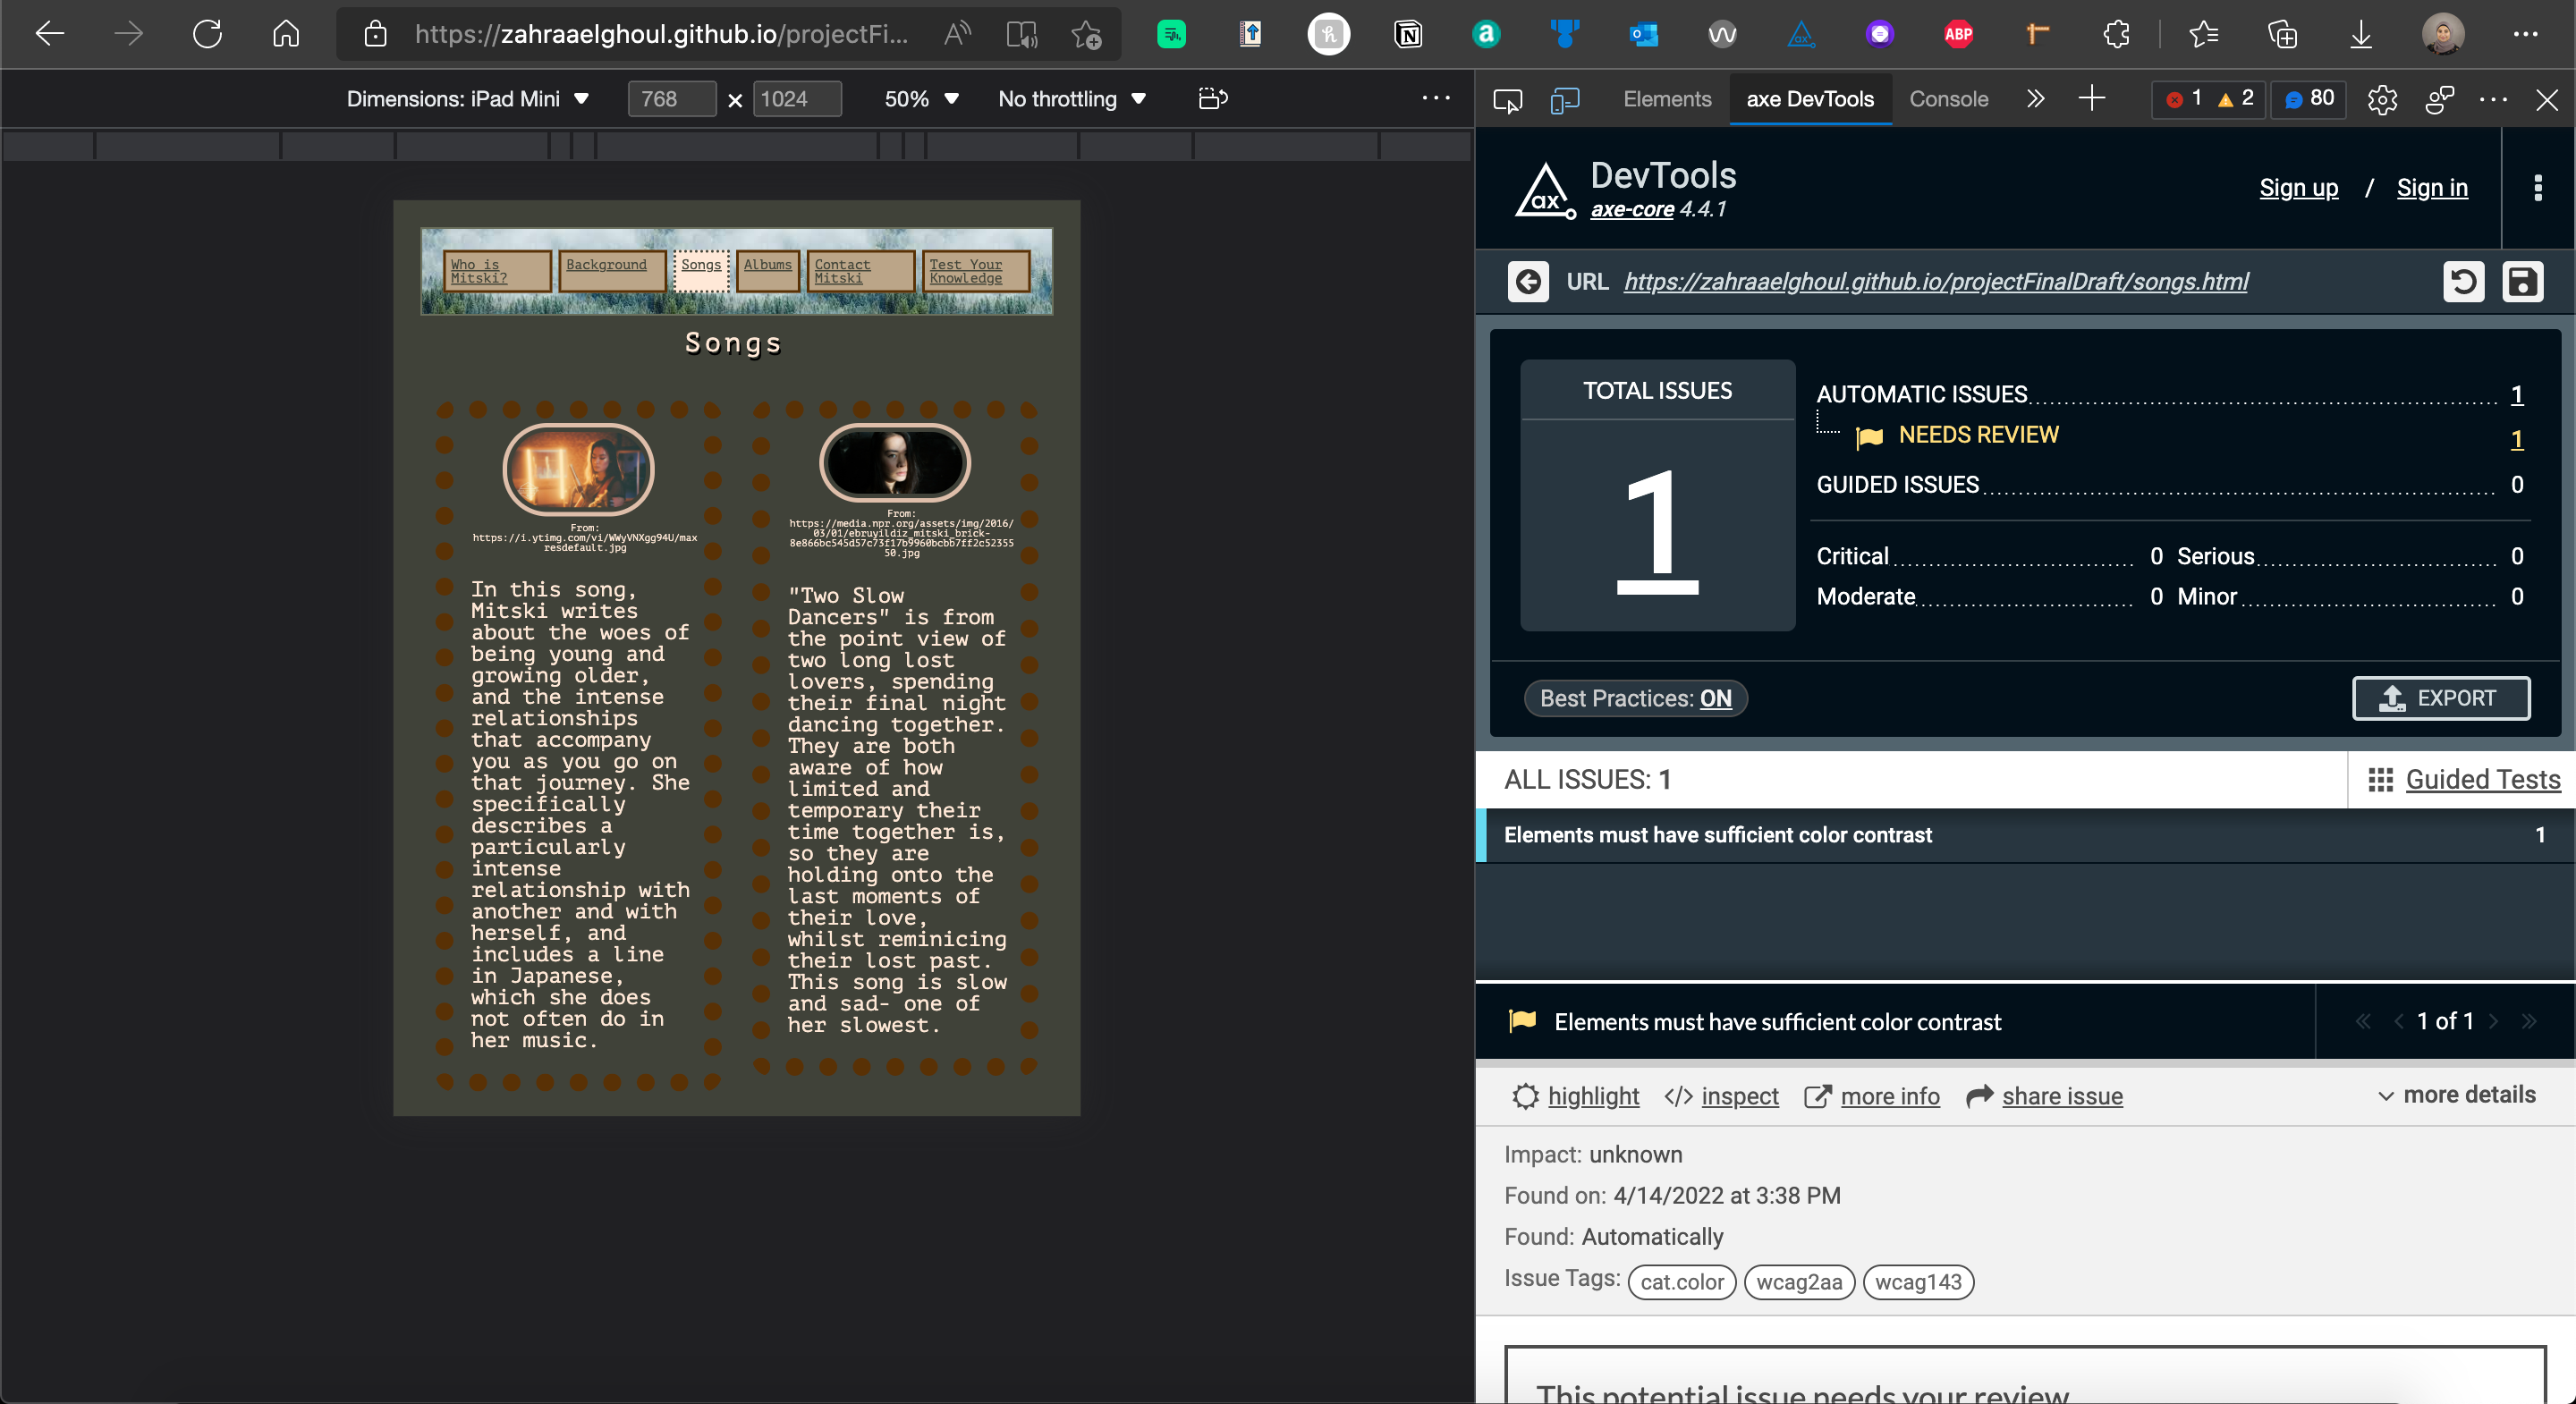 https://zahraaelghoul.github.io/projectFi...
ABP
Dimensions: iPad Mini
768 × 1024
50%
No throttling
Elements
axe DevTools
Console
1
2
80
Who is
Mitski?
Background
Songs
Albums
Contact
Mitski
Test Your
Knowledge
Songs
From:
https://i.ytimg.com/vi/WWyVNXgg94U/max
resdefault.jpg
In this song,
Mitski writes
about the woes of
being young and
growing older,
and the intense
relationships
that accompany
you as you go on
that journey. She
specifically
describes a
particularly
intense
relationship with
another and with
herself, and
includes a line
in Japanese,
which she does
not often do in
her music.
From:
https://media.npr.org/assets/img/2016/
03/01/ebruyildiz_mitski_brick-
8e866bc545d57c73f17b9960bcbb7ff2c52355
50.jpg
"Two Slow
Dancers" is from
the point view of
two long lost
lovers, spending
their final night
dancing together.
They are both
aware of how
limited and
temporary their
time together is,
so they are
holding onto the
last moments of
their love,
whilst reminicing
their lost past.
This song is slow
and sad- one of
her slowest.
ax
DevTools
axe-core 4.4.1
Sign up / Sign in
URL https://zahraaelghoul.github.io/projectFinalDraft/songs.html
TOTAL ISSUES
1
AUTOMATIC ISSUES 1
NEEDS REVIEW 1
GUIDED ISSUES 0
Critical 0 Serious 0
Moderate 0 Minor 0
Best Practices: ON
EXPORT
ALL ISSUES: 1
Guided Tests
Elements must have sufficient color contrast 1
Elements must have sufficient color contrast
1 of 1
highlight
</> inspect
more info
share issue
more details
Impact: unknown
Found on: 4/14/2022 at 3:38 PM
Found: Automatically
Issue Tags: cat.color wcag2aa wcag143
This potential issue needs your review